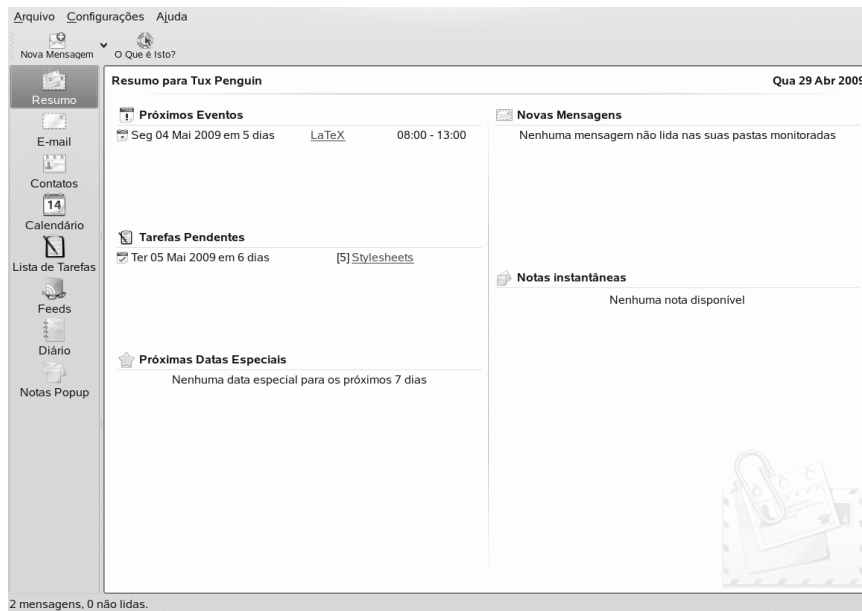 Arquivo Configurações Ajuda
Nova Mensagem O Que é Isto?
Resumo
E-mail
Contatos
14
Calendário
Lista de Tarefas
Feeds
Diário
Notas Popup
Resumo para Tux Penguin Qua 29 Abr 2009
Próximos Eventos
Seg 04 Mai 2009 em 5 dias LaTeX 08:00 - 13:00
Tarefas Pendentes
Ter 05 Mai 2009 em 6 dias [5] Stylesheets
Próximas Datas Especiais
Nenhuma data especial para os próximos 7 dias
Novas Mensagens
Nenhuma mensagem não lida nas suas pastas monitoradas
Notas instantâneas
Nenhuma nota disponível
2 mensagens, 0 não lidas.